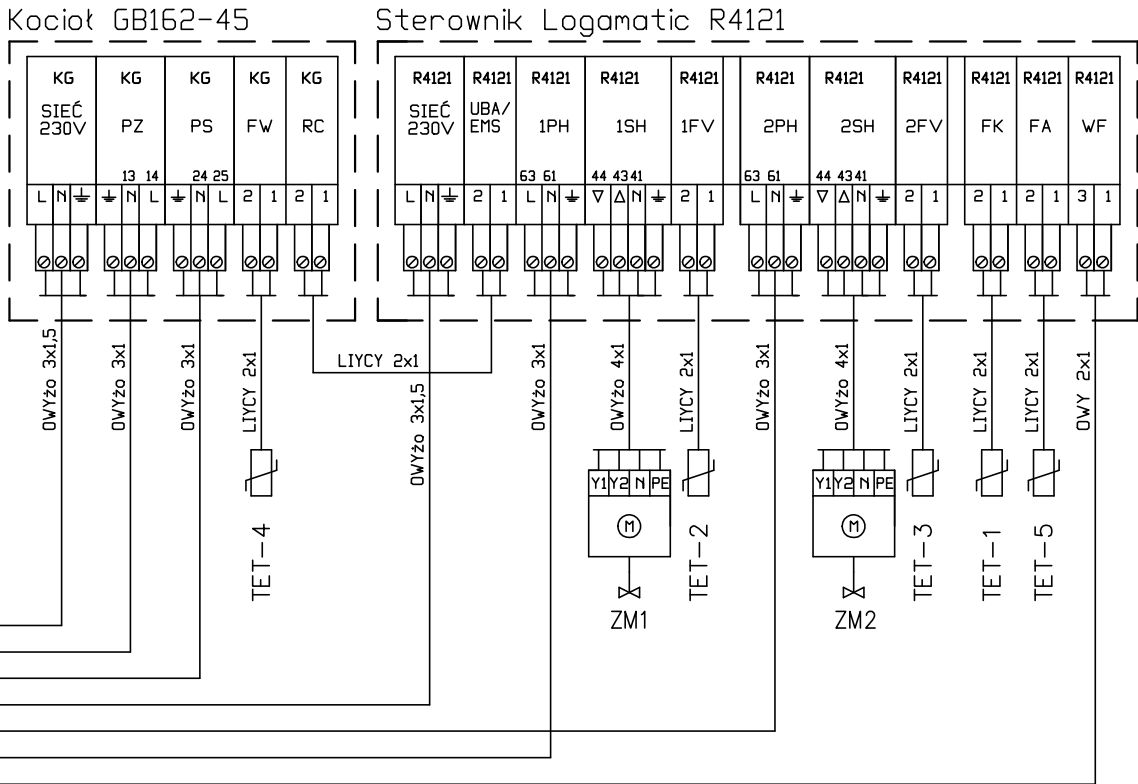 Kocioł GB162-45
Sterownik Logamatic R4121
KG KG KG KG KG
SIEĆ
230V PZ PS FW RC
13 14 24 25
L N N L N L 2 1 2 1
R4121 R4121 R4121 R4121 R4121 R4121 R4121 R4121 R4121 R4121 R4121
SIEĆ
230V
UBA/
EMS
1PH 1SH 1FV 2PH 2SH 2FV FK FA WF
63 61 44 43 41 63 61 44 43 41
L N 2 1 L N N 2 1 L N N 2 1 2 1 2 1 3 1
OWYżo 3x1,5
OWYżo 3x1
OWYżo 3x1
LIYCY 2x1
LIYCY 2x1
OWYżo 3x1,5
OWYżo 3x1
OWYżo 4x1
LIYCY 2x1
OWYżo 3x1
OWYżo 4x1
LIYCY 2x1
LIYCY 2x1
LIYCY 2x1
OWY 2x1
Y1 Y2 N PE
M
Y1 Y2 N PE
M
TET-4
ZM1
TET-2
ZM2
TET-3
TET-1
TET-5